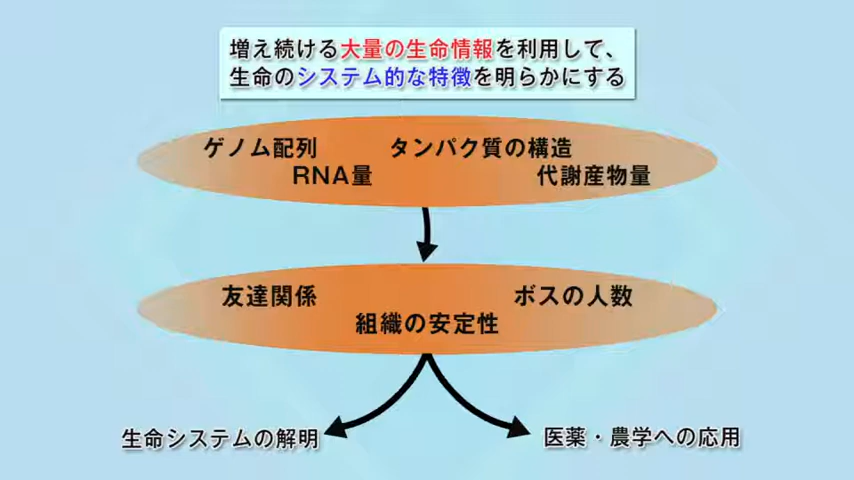 増え続ける大量の生命情報を利用して、
生命のシステム的な特徴を明らかにする
ゲノム配列 タンパク質の構造
RNA量 代謝産物量
友達関係 ボスの人数
組織の安定性
生命システムの解明 医薬・農学への応用